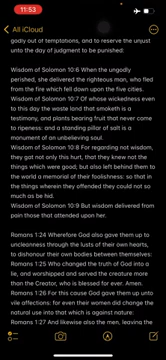 11:53
All iCloud
godly out of temptations, and to reserve the unjust
unto the day of judgment to be punished:
Wisdom of Solomon 10:6 When the ungodly
perished, she delivered the righteous man, who fled
from the fire which fell down upon the five cities.
Wisdom of Solomon 10:7 Of whose wickedness even
to this day the waste land that smoketh is a
testimony, and plants bearing fruit that never come
to ripeness: and a standing pillar of salt is a
monument of an unbelieving soul.
Wisdom of Solomon 10:8 For regarding not wisdom,
they gat not only this hurt, that they knew not the
things which were good; but also left behind them to
the world a memorial of their foolishness: so that in
the things wherein they offended they could not so
much as be hid.
Wisdom of Solomon 10:9 But wisdom delivered from
pain those that attended upon her.
Romans 1:24 Wherefore God also gave them up to
uncleanness through the lusts of their own hearts,
to dishonour their own bodies between themselves:
Romans 1:25 Who changed the truth of God into a
lie, and worshipped and served the creature more
than the Creator, who is blessed for ever. Amen.
Romans 1:26 For this cause God gave them up unto
vile affections: for even their women did change the
natural use into that which is against nature:
Romans 1:27 And likewise also the men, leaving the